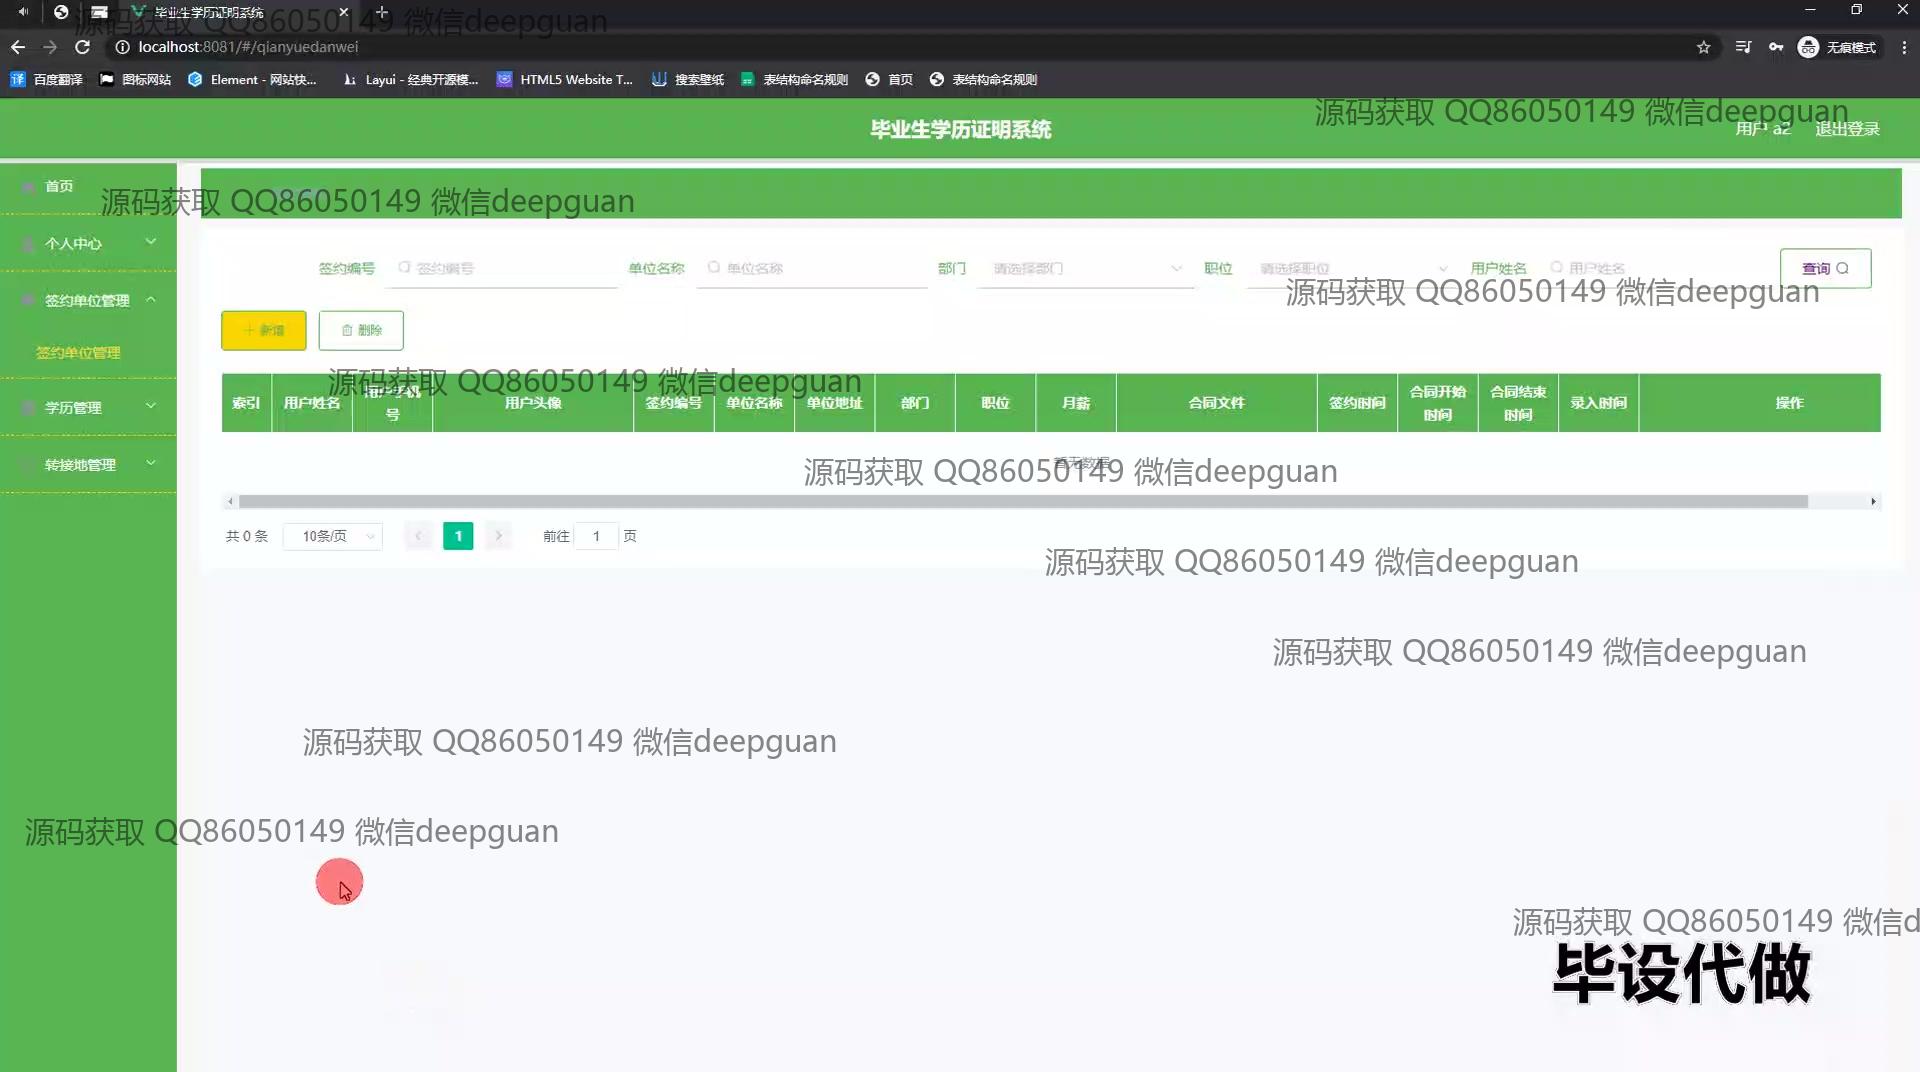 毕业生学历证明系统
源码获取 QQ86050149 微信deepguan
localhost:8081/#/qianyuedanwei
无痕模式
百度翻译 图标网站 Element - 网站快... Layui - 经典开源模... HTML5 Website T... 搜索壁纸 表结构命名规则 首页 表结构命名规则
源码获取 QQ86050149 微信deepguan
毕业生学历证明系统
用户 a2 退出登录
首页
源码获取 QQ86050149 微信deepguan
个人中心
签约编号 签约编号 单位名称 单位名称 部门 请选择部门 职位 请选择职位 用户姓名 用户姓名 查询
源码获取 QQ86050149 微信deepguan
签约单位管理
新增 删除
签约单位管理
源码获取 QQ86050149 微信deepguan
索引 用户姓名 用户手机号 用户头像 签约编号 单位名称 单位地址 部门 职位 月薪 合同文件 签约时间 合同开始时间 合同结束时间 录入时间 操作
学历管理
转接地管理
暂无数据
源码获取 QQ86050149 微信deepguan
共 0 条 10条/页 1 前往 1 页
源码获取 QQ86050149 微信deepguan
源码获取 QQ86050149 微信deepguan
源码获取 QQ86050149 微信deepguan
源码获取 QQ86050149 微信deepguan
源码获取 QQ86050149 微信d
毕设代做